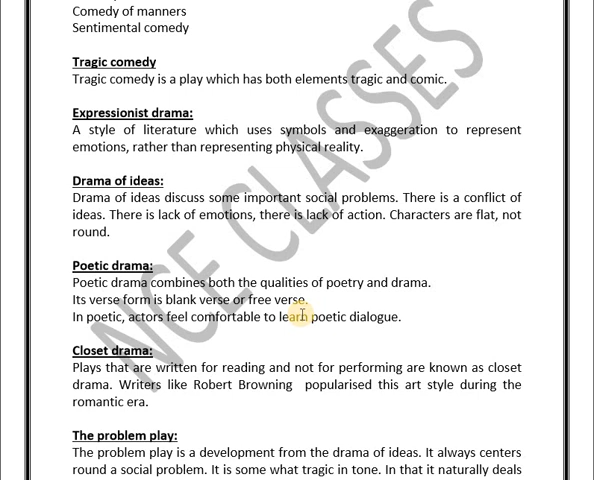 Comedy of manners
Sentimental comedy
Tragic comedy
Tragic comedy is a play which has both elements tragic and comic.
Expressionist drama:
A style of literature which uses symbols and exaggeration to represent
emotions, rather than representing physical reality.
Drama of ideas:
Drama of ideas discuss some important social problems. There is a conflict of
ideas. There is lack of emotions, there is lack of action. Characters are flat, not
round.
Poetic drama:
Poetic drama combines both the qualities of poetry and drama.
Its verse form is blank verse or free verse.
In poetic, actors feel comfortable to learn poetic dialogue.
Closet drama:
Plays that are written for reading and not for performing are known as closet
drama. Writers like Robert Browning popularised this art style during the
romantic era.
The problem play:
The problem play is a development from the drama of ideas. It always centers
round a social problem. It is some what tragic in tone. In that it naturally deals
NCE CLASSES